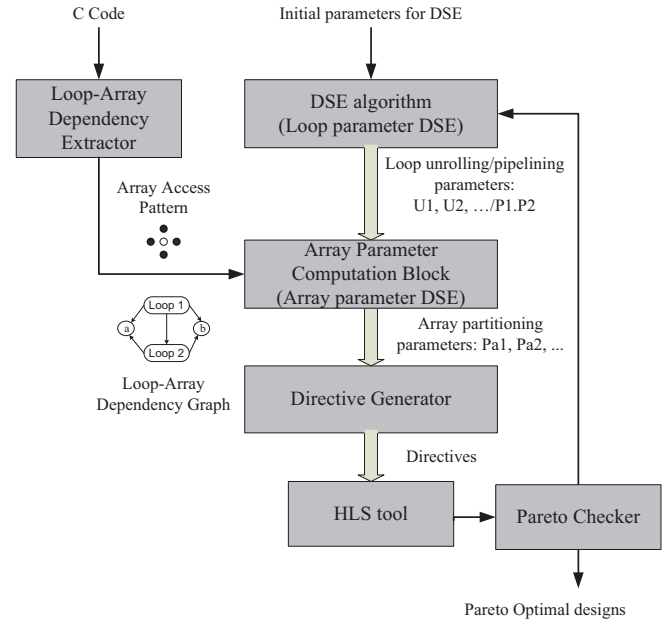 C Code
Initial parameters for DSE
Loop-Array
Dependency
Extractor
DSE algorithm
(Loop parameter DSE)
Loop unrolling/pipelining
parameters:
U1, U2, .../P1.P2
Array Access
Pattern
Array Parameter
Computation Block
(Array parameter DSE)
Loop 1
a
b
Loop 2
Loop-Array
Dependency Graph
Array partitioning
parameters: Pa1, Pa2, ...
Directive Generator
Directives
HLS tool
Pareto Checker
Pareto Optimal designs